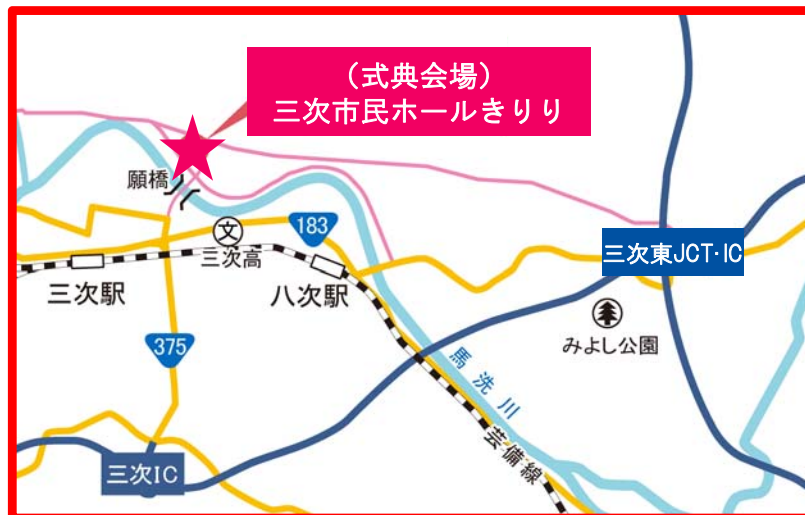 （式典会場）
三次市民ホールきりり
願橋
文
三次高
183
三次東JCT・IC
三次駅
八次駅
みよし公園
375
馬洗川
芸備線
三次IC